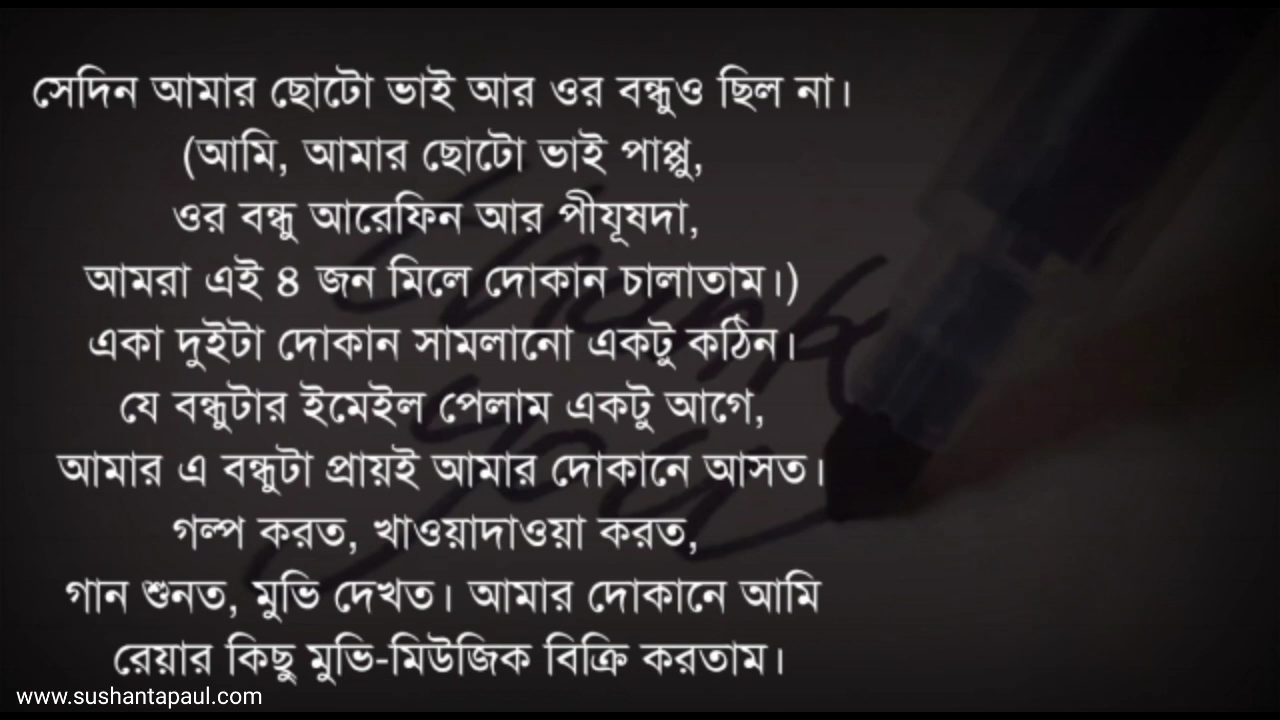 সেদিন আমার ছোটো ভাই আর ওর বন্ধুও ছিল না।
(আমি, আমার ছোটো ভাই পাপ্পু,
ওর বন্ধু আরেফিন আর পীযূষদা,
আমরা এই ৪ জন মিলে দোকান চালাতাম।)
একা দুইটা দোকান সামলানো একটু কঠিন।
যে বন্ধুটার ইমেইল পেলাম একটু আগে,
আমার এ বন্ধুটা প্রায়ই আমার দোকানে আসত।
গল্প করত, খাওয়াদাওয়া করত,
গান শুনত, মুভি দেখত। আমার দোকানে আমি
রেয়ার কিছু মুভি-মিউজিক বিক্রি করতাম।
www.sushantapaul.com
Thank
you